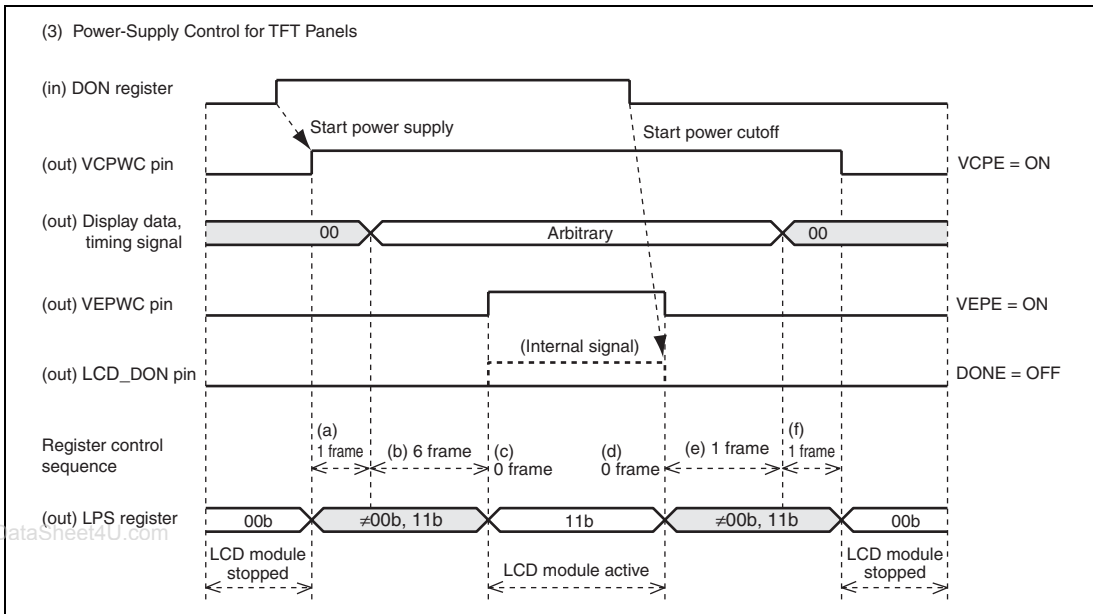 (3) Power-Supply Control for TFT Panels
(in) DON register
Start power supply
Start power cutoff
(out) VCPWC pin
VCPE = ON
(out) Display data,
timing signal
00
Arbitrary
00
(out) VEPWC pin
VEPE = ON
(Internal signal)
(out) LCD_DON pin
DONE = OFF
Register control
sequence
(a)
1 frame
(b) 6 frame
(c)
0 frame
(d)
0 frame
(e) 1 frame
(f)
1 frame
(out) LPS register
00b
≠00b, 11b
11b
≠00b, 11b
00b
DataSheet4U.com
LCD module
stopped
LCD module active
LCD module
stopped